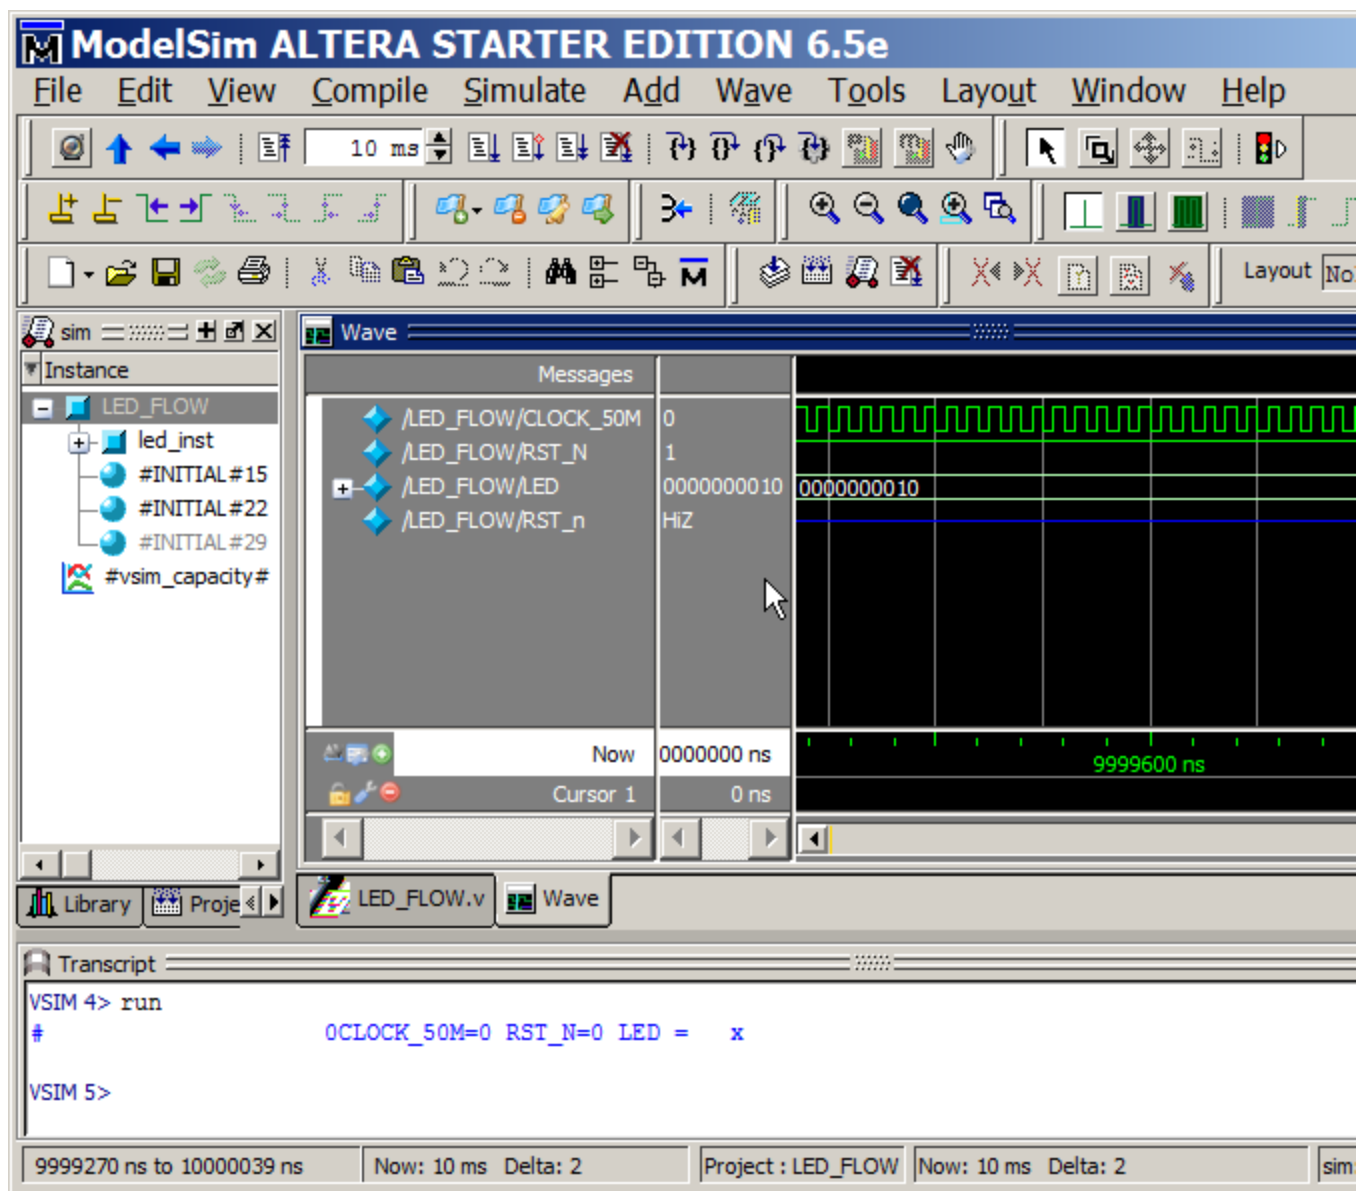 ModelSim ALTERA STARTER EDITION 6.5e
File Edit View Compile Simulate Add Wave Tools Layout Window Help
10 ms
Layout No
sim
Wave
Instance
Messages
LED_FLOW
led_inst
#INITIAL#15
#INITIAL#22
#INITIAL#29
#vsim_capacity#
/LED_FLOW/CLOCK_50M 0
/LED_FLOW/RST_N 1
/LED_FLOW/LED 0000000010 0000000010
/LED_FLOW/RST_n HiZ
Now 0000000 ns
9999600 ns
Cursor 1 0 ns
Library Proje
LED_FLOW.v Wave
Transcript
VSIM 4> run
# 0CLOCK_50M=0 RST_N=0 LED = x
VSIM 5>
9999270 ns to 10000039 ns Now: 10 ms Delta: 2 Project : LED_FLOW Now: 10 ms Delta: 2 sim: